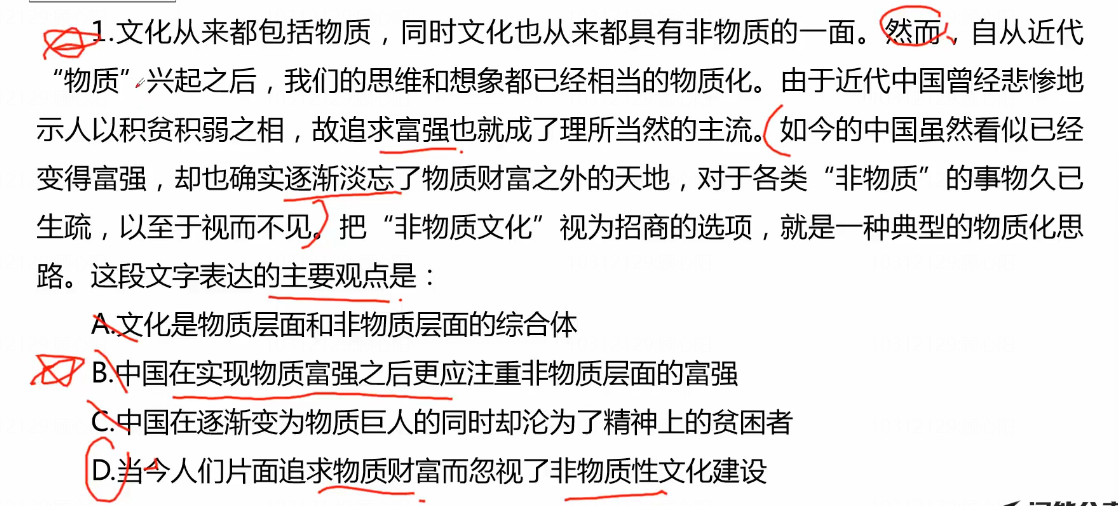 1.文化从来都包括物质，同时文化也从来都具有非物质的一面。然而，自从近代
“物质”兴起之后，我们的思维和想象都已经相当的物质化。由于近代中国曾经悲惨地
示人以积贫积弱之相，故追求富强也就成了理所当然的主流。如今的中国虽然看似已经
变得富强，却也确实逐渐淡忘了物质财富之外的天地，对于各类“非物质”的事物久已
生疏，以至于视而不见。把“非物质文化”视为招商的选项，就是一种典型的物质化思
路。这段文字表达的主要观点是：
A.文化是物质层面和非物质层面的综合体
B.中国在实现物质富强之后更应注重非物质层面的富强
C.中国在逐渐变为物质巨人的同时却沦为了精神上的贫困者
D.当今人们片面追求物质财富而忽视了非物质性文化建设